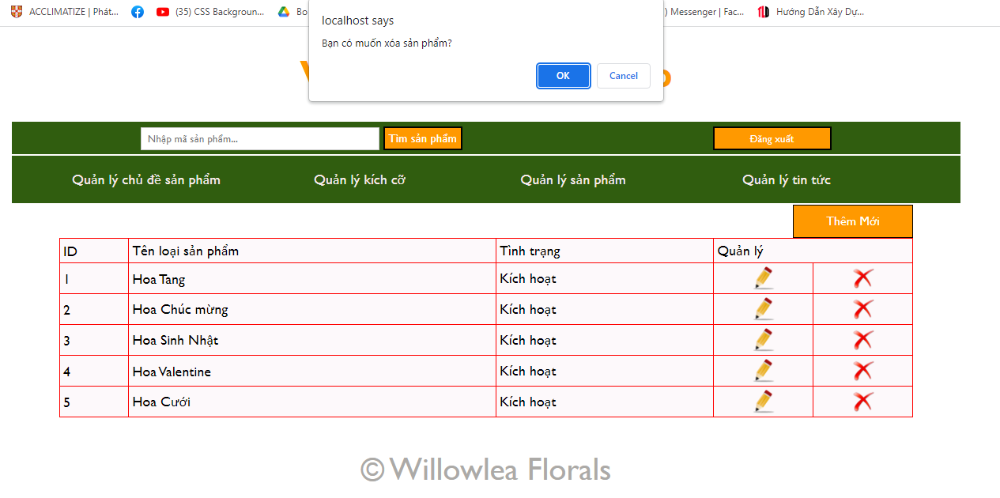 ACCLIMATIZE | Phát...
(35) CSS Backgroun...
Bo
) Messenger | Fac...
Hướng Dẫn Xây Dự...
localhost says
Bạn có muốn xóa sản phẩm?
OK
Cancel
Nhập mã sản phẩm...
Tìm sản phẩm
Đăng xuất
Quản lý chủ đề sản phẩm
Quản lý kích cỡ
Quản lý sản phẩm
Quản lý tin tức
Thêm Mới
ID Tên loại sản phẩm Tình trạng Quản lý
1 Hoa Tang Kích hoạt
2 Hoa Chúc mừng Kích hoạt
3 Hoa Sinh Nhật Kích hoạt
4 Hoa Valentine Kích hoạt
5 Hoa Cưới Kích hoạt
© Willowlea Florals